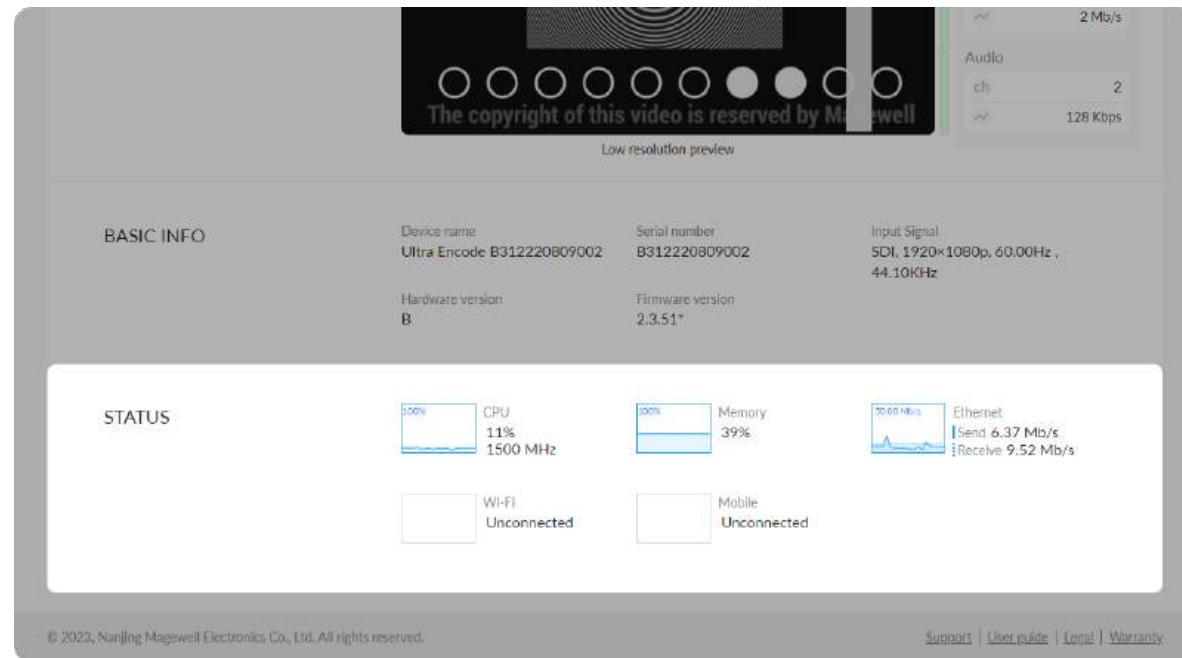 2 Mb/s
Audio
ch 2
128 Kbps
The copyright of this video is reserved by Magewell
Low resolution preview
BASIC INFO
Device name
Ultra Encode B312220809002
Serial number
B312220809002
Input Signal
SDI, 1920×1080p, 60.00Hz ,
44.10KHz
Hardware version
B
Firmware version
2.3.51*
STATUS
100%
CPU
11%
1500 MHz
100%
Memory
39%
50.00 Mb/s
Ethernet
Send 6.37 Mb/s
Receive 9.52 Mb/s
Wi-Fi
Unconnected
Mobile
Unconnected
© 2023, Nanjing Magewell Electronics Co., Ltd. All rights reserved.
Support | User guide | Legal | Warranty